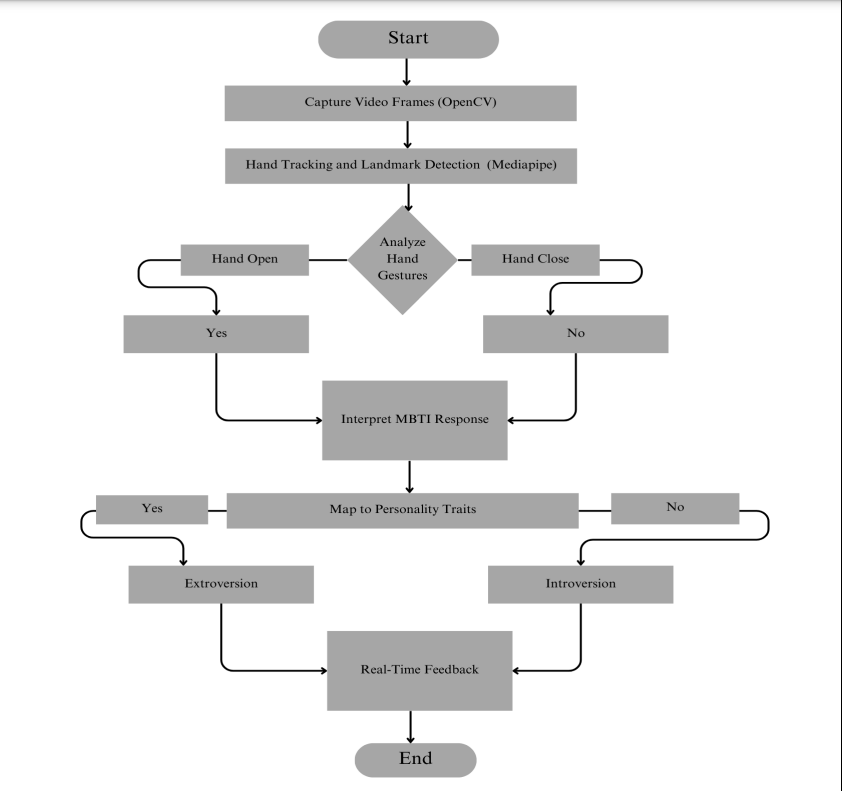 Start
Capture Video Frames (OpenCV)
Hand Tracking and Landmark Detection (Mediapipe)
Analyze
Hand
Gestures
Hand Open
Hand Close
Yes
No
Interpret MBTI Response
Yes
Map to Personality Traits
No
Extroversion
Introversion
Real-Time Feedback
End